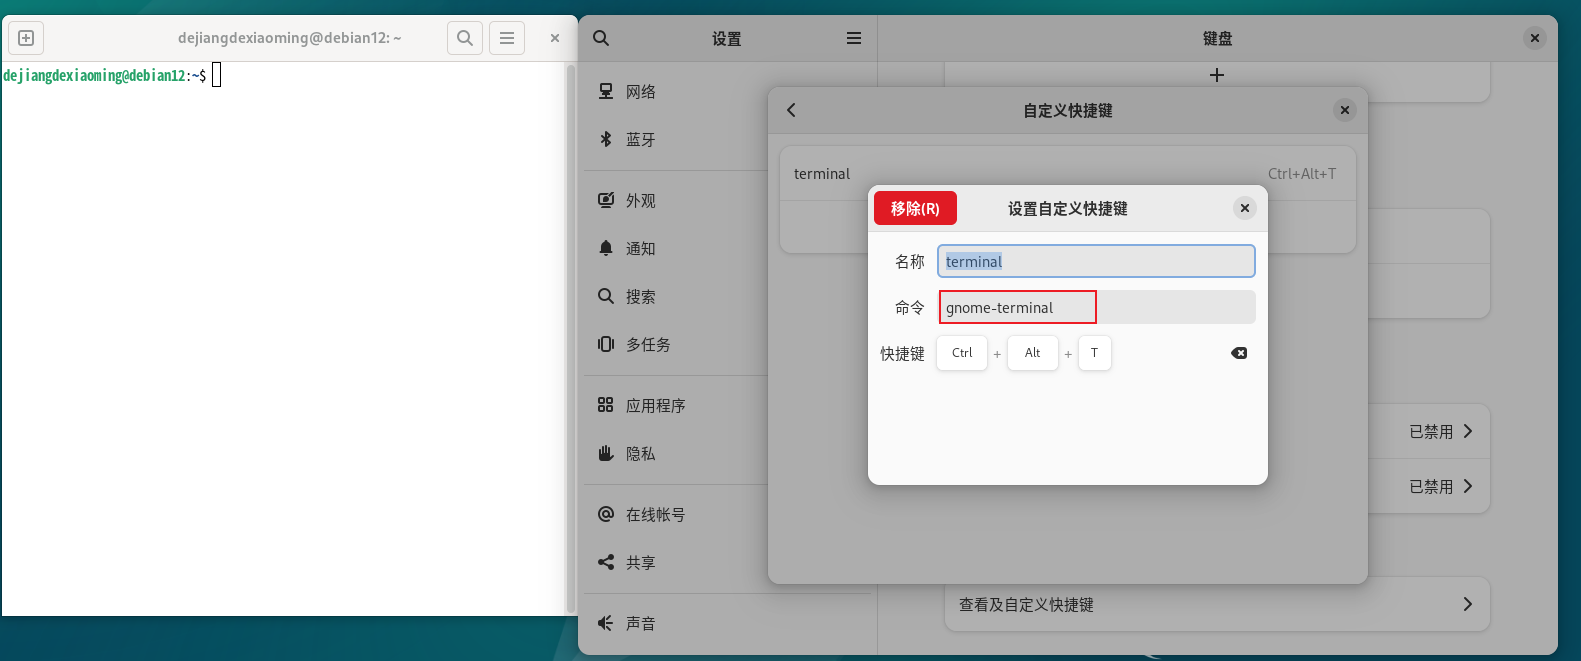 dejiangdexiaoming@debian12: ~
dejiangdexiaoming@debian12:~$
设置
网络
蓝牙
外观
通知
搜索
多任务
应用程序
隐私
在线帐号
共享
声音
键盘
自定义快捷键
terminal Ctrl+Alt+T
移除(R) 设置自定义快捷键
名称 terminal
命令 gnome-terminal
快捷键 Ctrl + Alt + T
已禁用
已禁用
查看及自定义快捷键